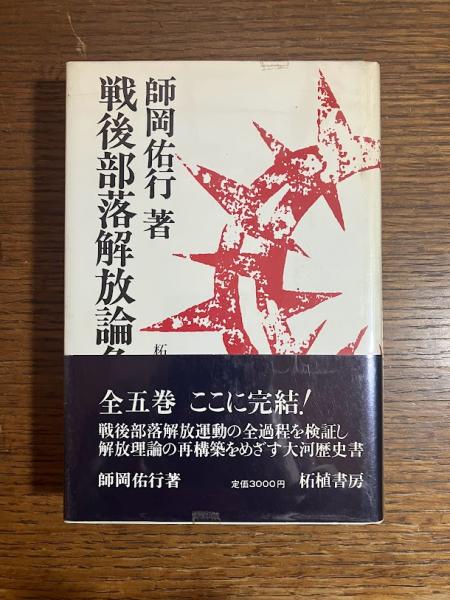 師岡佑行 著
戦後部落解放論
柘
全五巻 ここに完結!
戦後部落解放運動の全過程を検証し
解放理論の再構築をめざす大河歴史書
師岡佑行著 定価3000円 柘植書房